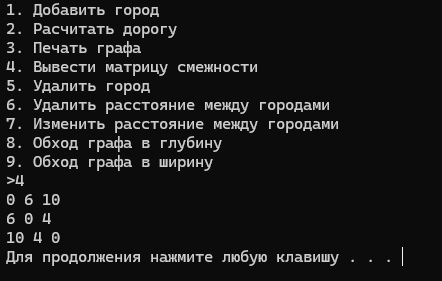 1. Добавить город
2. Расчитать дорогу
3. Печать графа
4. Вывести матрицу смежности
5. Удалить город
6. Удалить расстояние между городами
7. Изменить расстояние между городами
8. Обход графа в глубину
9. Обход графа в ширину
>4
0 6 10
6 0 4
10 4 0
Для продолжения нажмите любую клавишу . . .